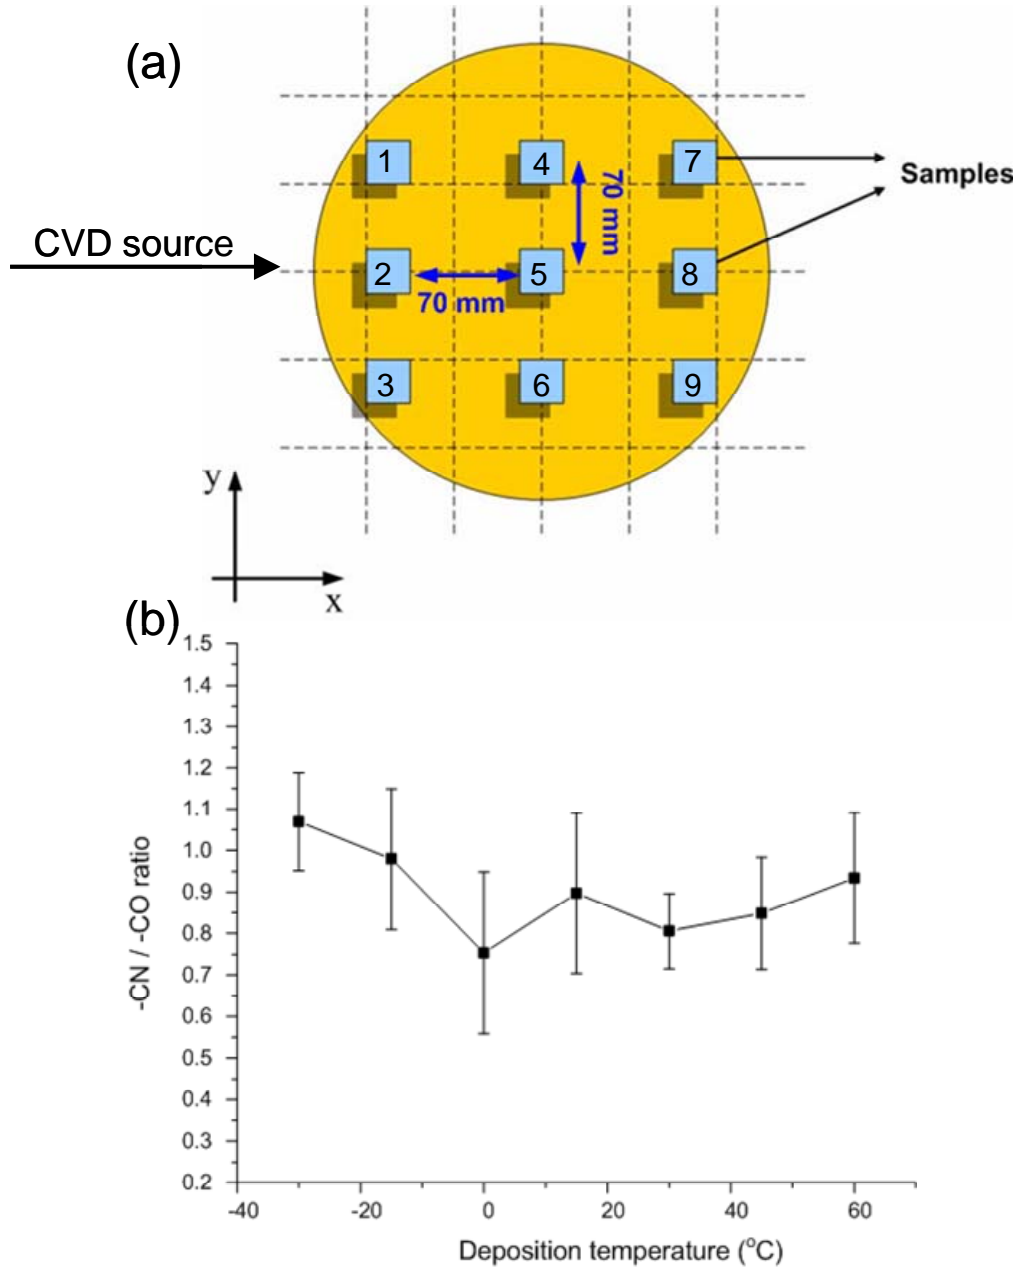 (a)
1 4 7
Samples
70 mm
CVD source
2 5 8
70 mm
3 6 9
y
x
(b)
1.5
1.4
1.3
1.2
1.1
1.0
0.9
0.8
0.7
0.6
0.5
0.4
0.3
0.2
-CN / -CO ratio
-40 -20 0 20 40 60
Deposition temperature (°C)